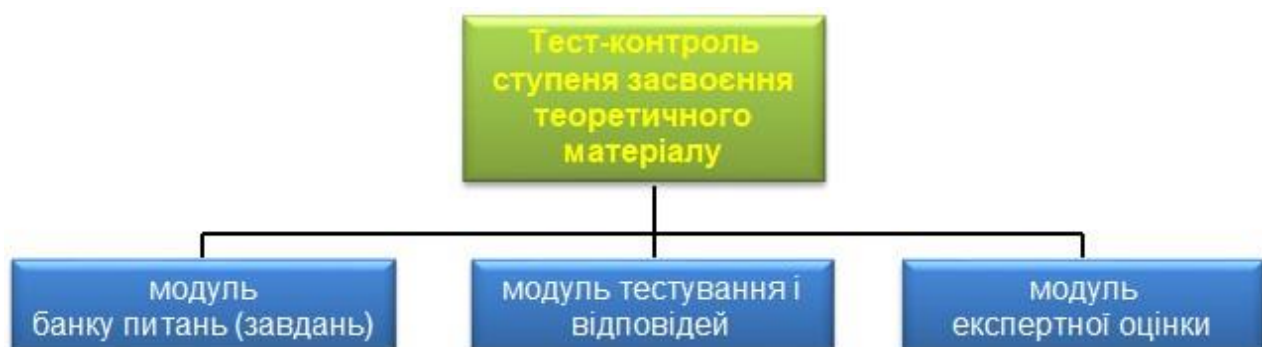 Тест-контроль
ступеня засвоєння
теоретичного
матеріалу
модуль
банку питань (завдань)
модуль тестування і
відповідей
модуль
експертної оцінки